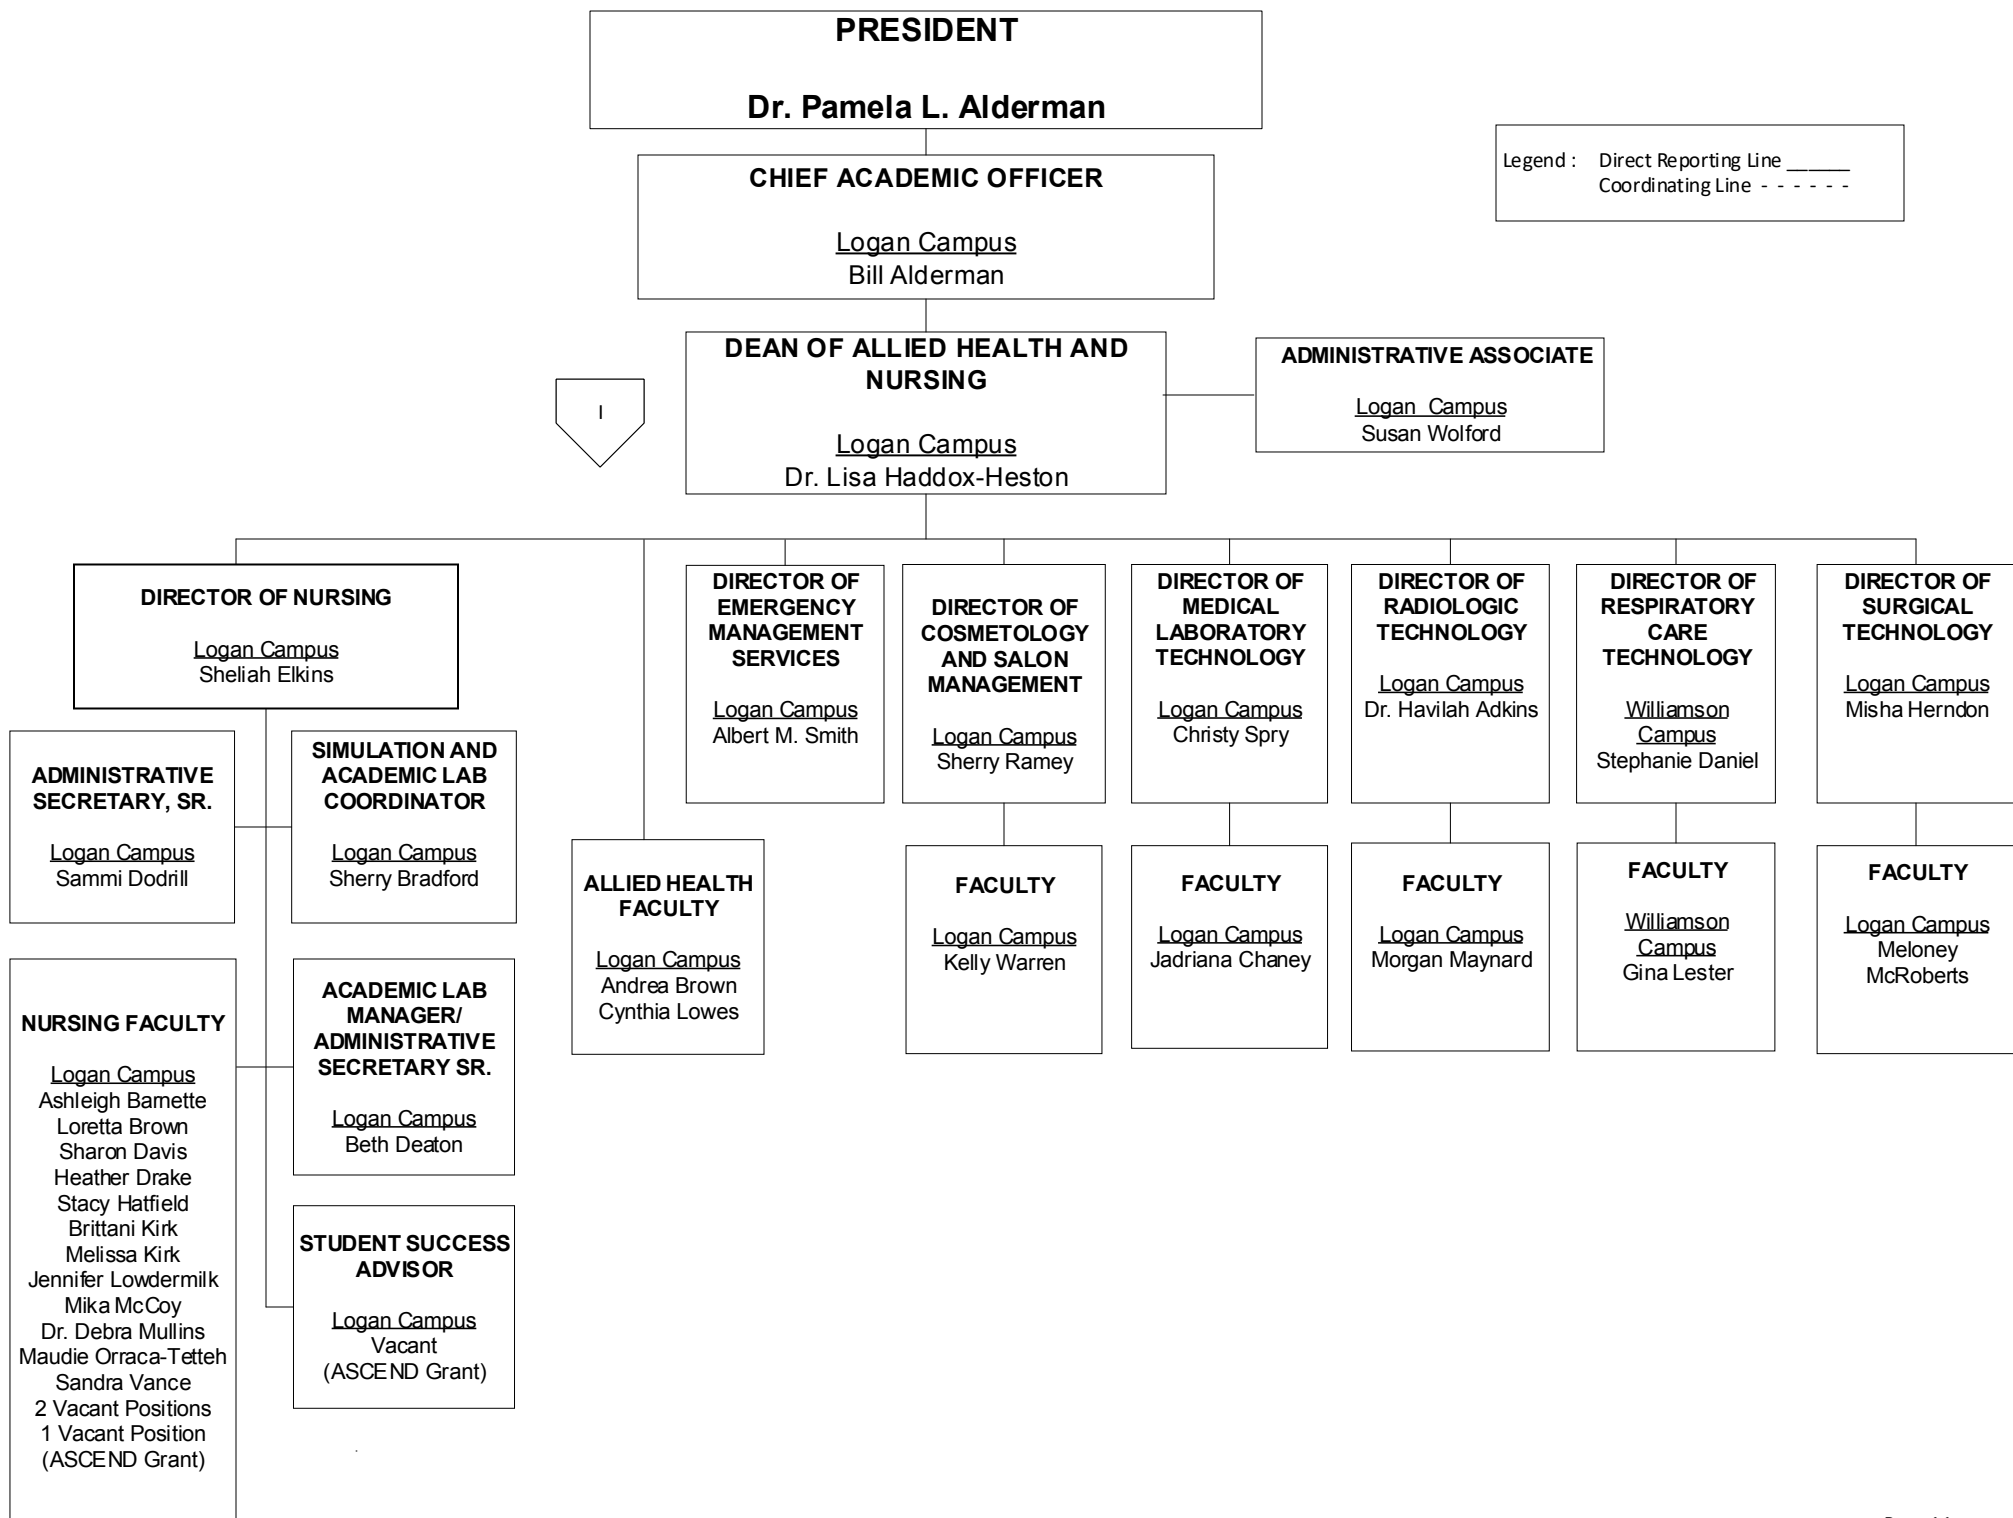 PRESIDENT
Dr. Pamela L. Alderman
Legend : Direct Reporting Line ______
Coordinating Line - - - - - -
CHIEF ACADEMIC OFFICER
Logan Campus
Bill Alderman
DEAN OF ALLIED HEALTH AND
NURSING
Logan Campus
Dr. Lisa Haddox-Heston
I
ADMINISTRATIVE ASSOCIATE
Logan Campus
Susan Wolford
DIRECTOR OF NURSING
Logan Campus
Sheliah Elkins
DIRECTOR OF
EMERGENCY
MANAGEMENT
SERVICES
Logan Campus
Albert M. Smith
DIRECTOR OF
COSMETOLOGY
AND SALON
MANAGEMENT
Logan Campus
Sherry Ramey
DIRECTOR OF
MEDICAL
LABORATORY
TECHNOLOGY
Logan Campus
Christy Spry
DIRECTOR OF
RADIOLOGIC
TECHNOLOGY
Logan Campus
Dr. Havilah Adkins
DIRECTOR OF
RESPIRATORY
CARE
TECHNOLOGY
Williamson
Campus
Stephanie Daniel
DIRECTOR OF
SURGICAL
TECHNOLOGY
Logan Campus
Misha Herndon
ADMINISTRATIVE
SECRETARY, SR.
Logan Campus
Sammi Dodrill
SIMULATION AND
ACADEMIC LAB
COORDINATOR
Logan Campus
Sherry Bradford
ALLIED HEALTH
FACULTY
Logan Campus
Andrea Brown
Cynthia Lowes
FACULTY
Logan Campus
Kelly Warren
FACULTY
Logan Campus
Jadriana Chaney
FACULTY
Logan Campus
Morgan Maynard
FACULTY
Williamson
Campus
Gina Lester
FACULTY
Logan Campus
Meloney
McRoberts
NURSING FACULTY
Logan Campus
Ashleigh Barnette
Loretta Brown
Sharon Davis
Heather Drake
Stacy Hatfield
Brittani Kirk
Melissa Kirk
Jennifer Lowdermilk
Mika McCoy
Dr. Debra Mullins
Maudie Orraca-Tetteh
Sandra Vance
2 Vacant Positions
1 Vacant Position
(ASCEND Grant)
ACADEMIC LAB
MANAGER/
ADMINISTRATIVE
SECRETARY SR.
Logan Campus
Beth Deaton
STUDENT SUCCESS
ADVISOR
Logan Campus
Vacant
(ASCEND Grant)